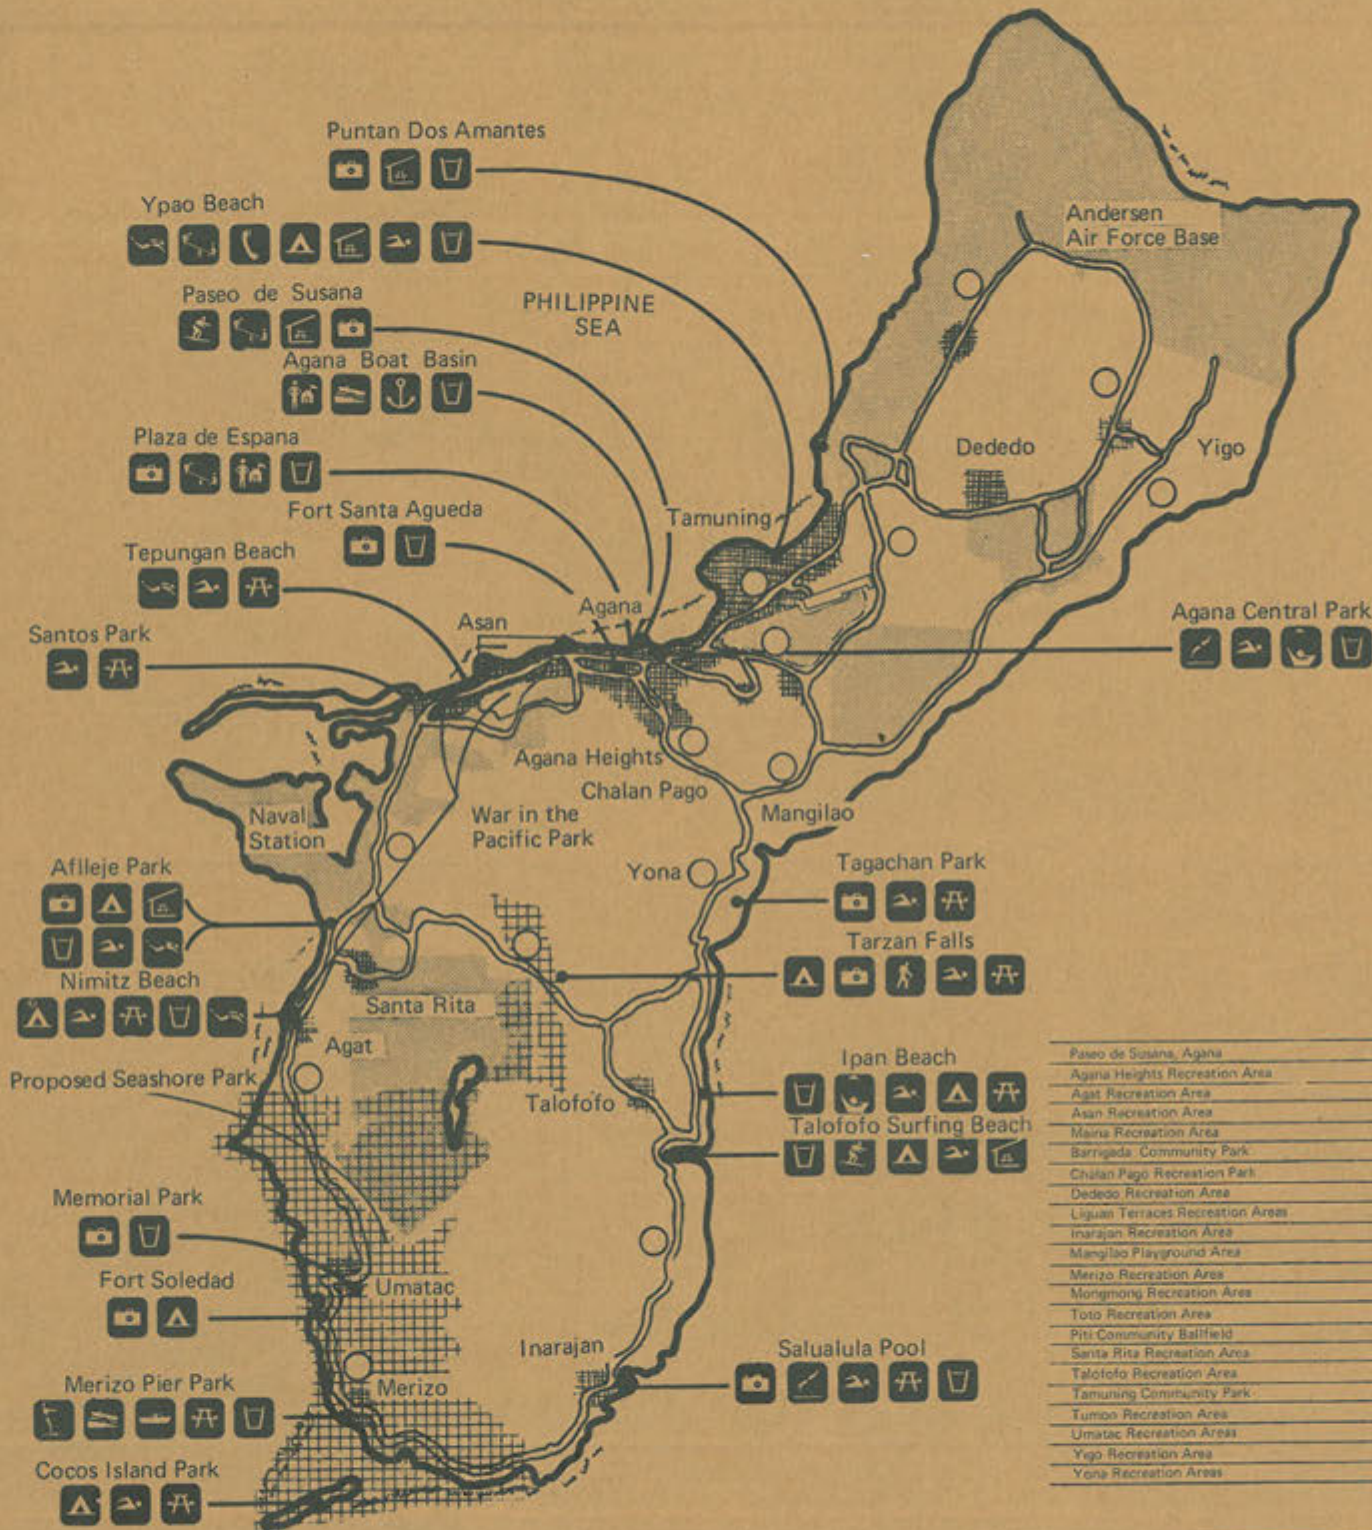 Puntan Dos Amantes
Ypao Beach
Paseo de Susana
PHILIPPINE
SEA
Agana Boat Basin
Plaza de Espana
Fort Santa Agueda
Tepungan Beach
Santos Park
Andersen
Air Force Base
Dededo
Yigo
Tamuning
Agana
Asan
Agana Central Park
Agana Heights
Chalan Pago
Mangilao
Naval
Station
War in the
Pacific Park
Yona
Aflleje Park
Tagachan Park
Tarzan Falls
Nimitz Beach
Santa Rita
Agat
Proposed Seashore Park
Talofofo
Ipan Beach
Talofofo Surfing Beach
Memorial Park
Fort Soledad
Umatac
Inarajan
Salualula Pool
Merizo Pier Park
Merizo
Cocos Island Park
Paseo de Susana, Agana
Agana Heights Recreation Area
Agat Recreation Area
Asan Recreation Area
Maina Recreation Area
Barrigada Community Park
Chalan Pago Recreation Park
Dededo Recreation Area
Liguan Terraces Recreation Areas
Inarajan Recreation Area
Mangilao Playground Area
Merizo Recreation Area
Mongmong Recreation Area
Toto Recreation Area
Piti Community Ballfield
Santa Rita Recreation Area
Talofofo Recreation Area
Tamuning Community Park
Tumon Recreation Area
Umatac Recreation Areas
Yigo Recreation Area
Yona Recreation Areas